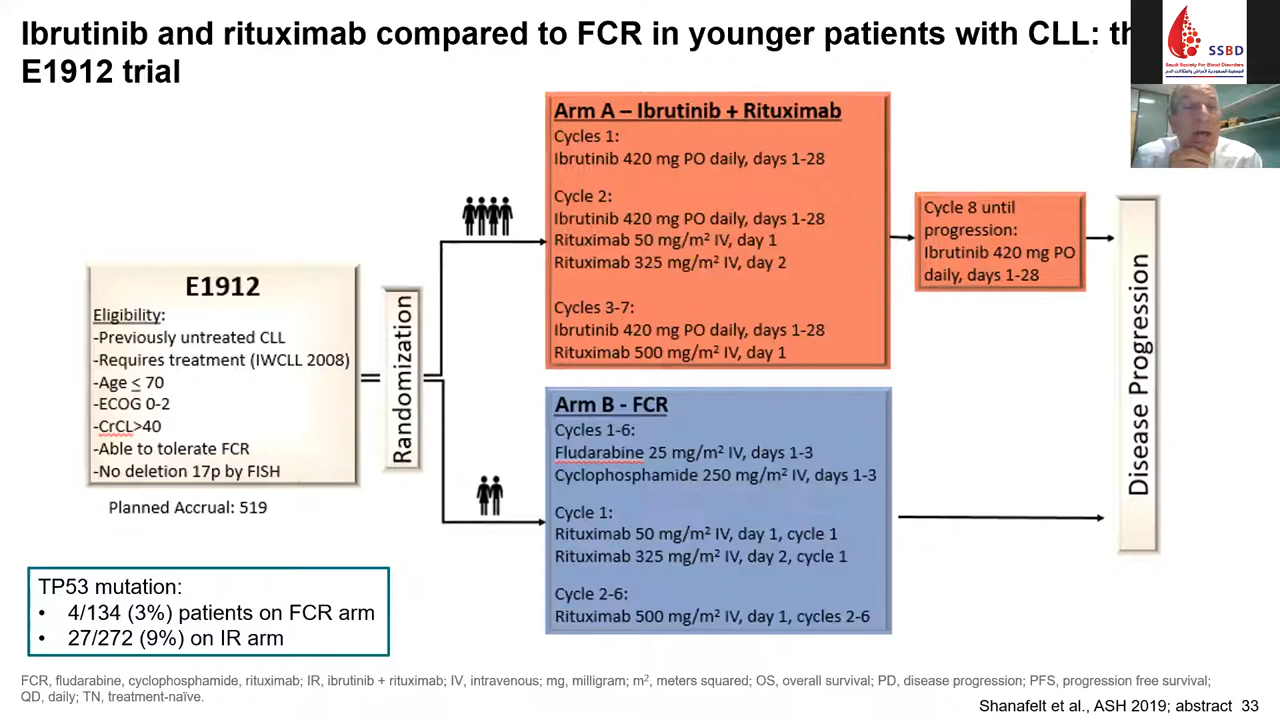 Ibrutinib and rituximab compared to FCR in younger patients with CLL:
E1912 trial
SSBD
Saudi Society For Blood Disorders
Arm A – Ibrutinib + Rituximab
Cycles 1:
Ibrutinib 420 mg PO daily, days 1-28
Cycle 2:
Ibrutinib 420 mg PO daily, days 1-28
Rituximab 50 mg/m² IV, day 1
Rituximab 325 mg/m² IV, day 2
Cycles 3-7:
Ibrutinib 420 mg PO daily, days 1-28
Rituximab 500 mg/m² IV, day 1
Cycle 8 until
progression:
Ibrutinib 420 mg PO
daily, days 1-28
Disease Progression
E1912
Eligibility:
-Previously untreated CLL
-Requires treatment (IWCLL 2008)
-Age ≤ 70
-ECOG 0-2
-CrCL>40
-Able to tolerate FCR
-No deletion 17p by FISH
Planned Accrual: 519
Randomization
Arm B - FCR
Cycles 1-6:
Fludarabine 25 mg/m² IV, days 1-3
Cyclophosphamide 250 mg/m² IV, days 1-3
Cycle 1:
Rituximab 50 mg/m² IV, day 1, cycle 1
Rituximab 325 mg/m² IV, day 2, cycle 1
Cycle 2-6:
Rituximab 500 mg/m² IV, day 1, cycles 2-6
TP53 mutation:
• 4/134 (3%) patients on FCR arm
• 27/272 (9%) on IR arm
FCR, fludarabine, cyclophosphamide, rituximab; IR, ibrutinib + rituximab; IV, intravenous; mg, milligram; m², meters squared; OS, overall survival; PD, disease progression; PFS, progression free survival;
QD, daily; TN, treatment-naïve.
Shanafelt et al., ASH 2019; abstract 33